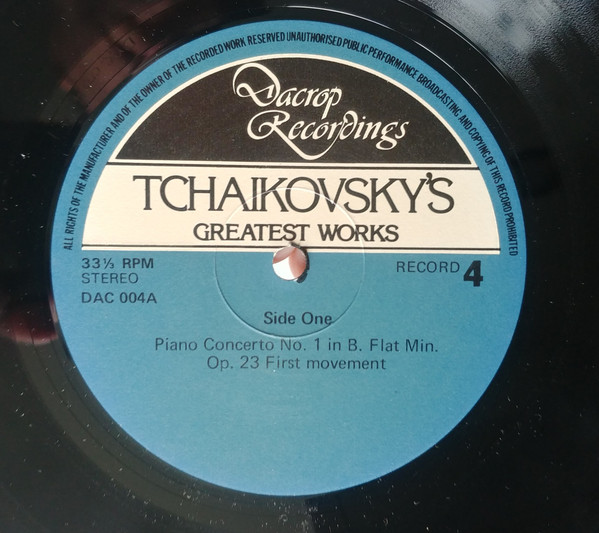 ALL RIGHTS OF THE MANUFACTURER AND OF THE OWNER OF THE RECORDED WORK RESERVED UNAUTHORISED PUBLIC PERFORMANCE BROADCASTING AND COPYING OF THIS RECORD PROHIBITED
Dacrop
Recordings
TCHAIKOVSKY'S
GREATEST WORKS
33⅓ RPM
STEREO
DAC 004A
RECORD 4
Side One
Piano Concerto No. 1 in B. Flat Min.
Op. 23 First movement